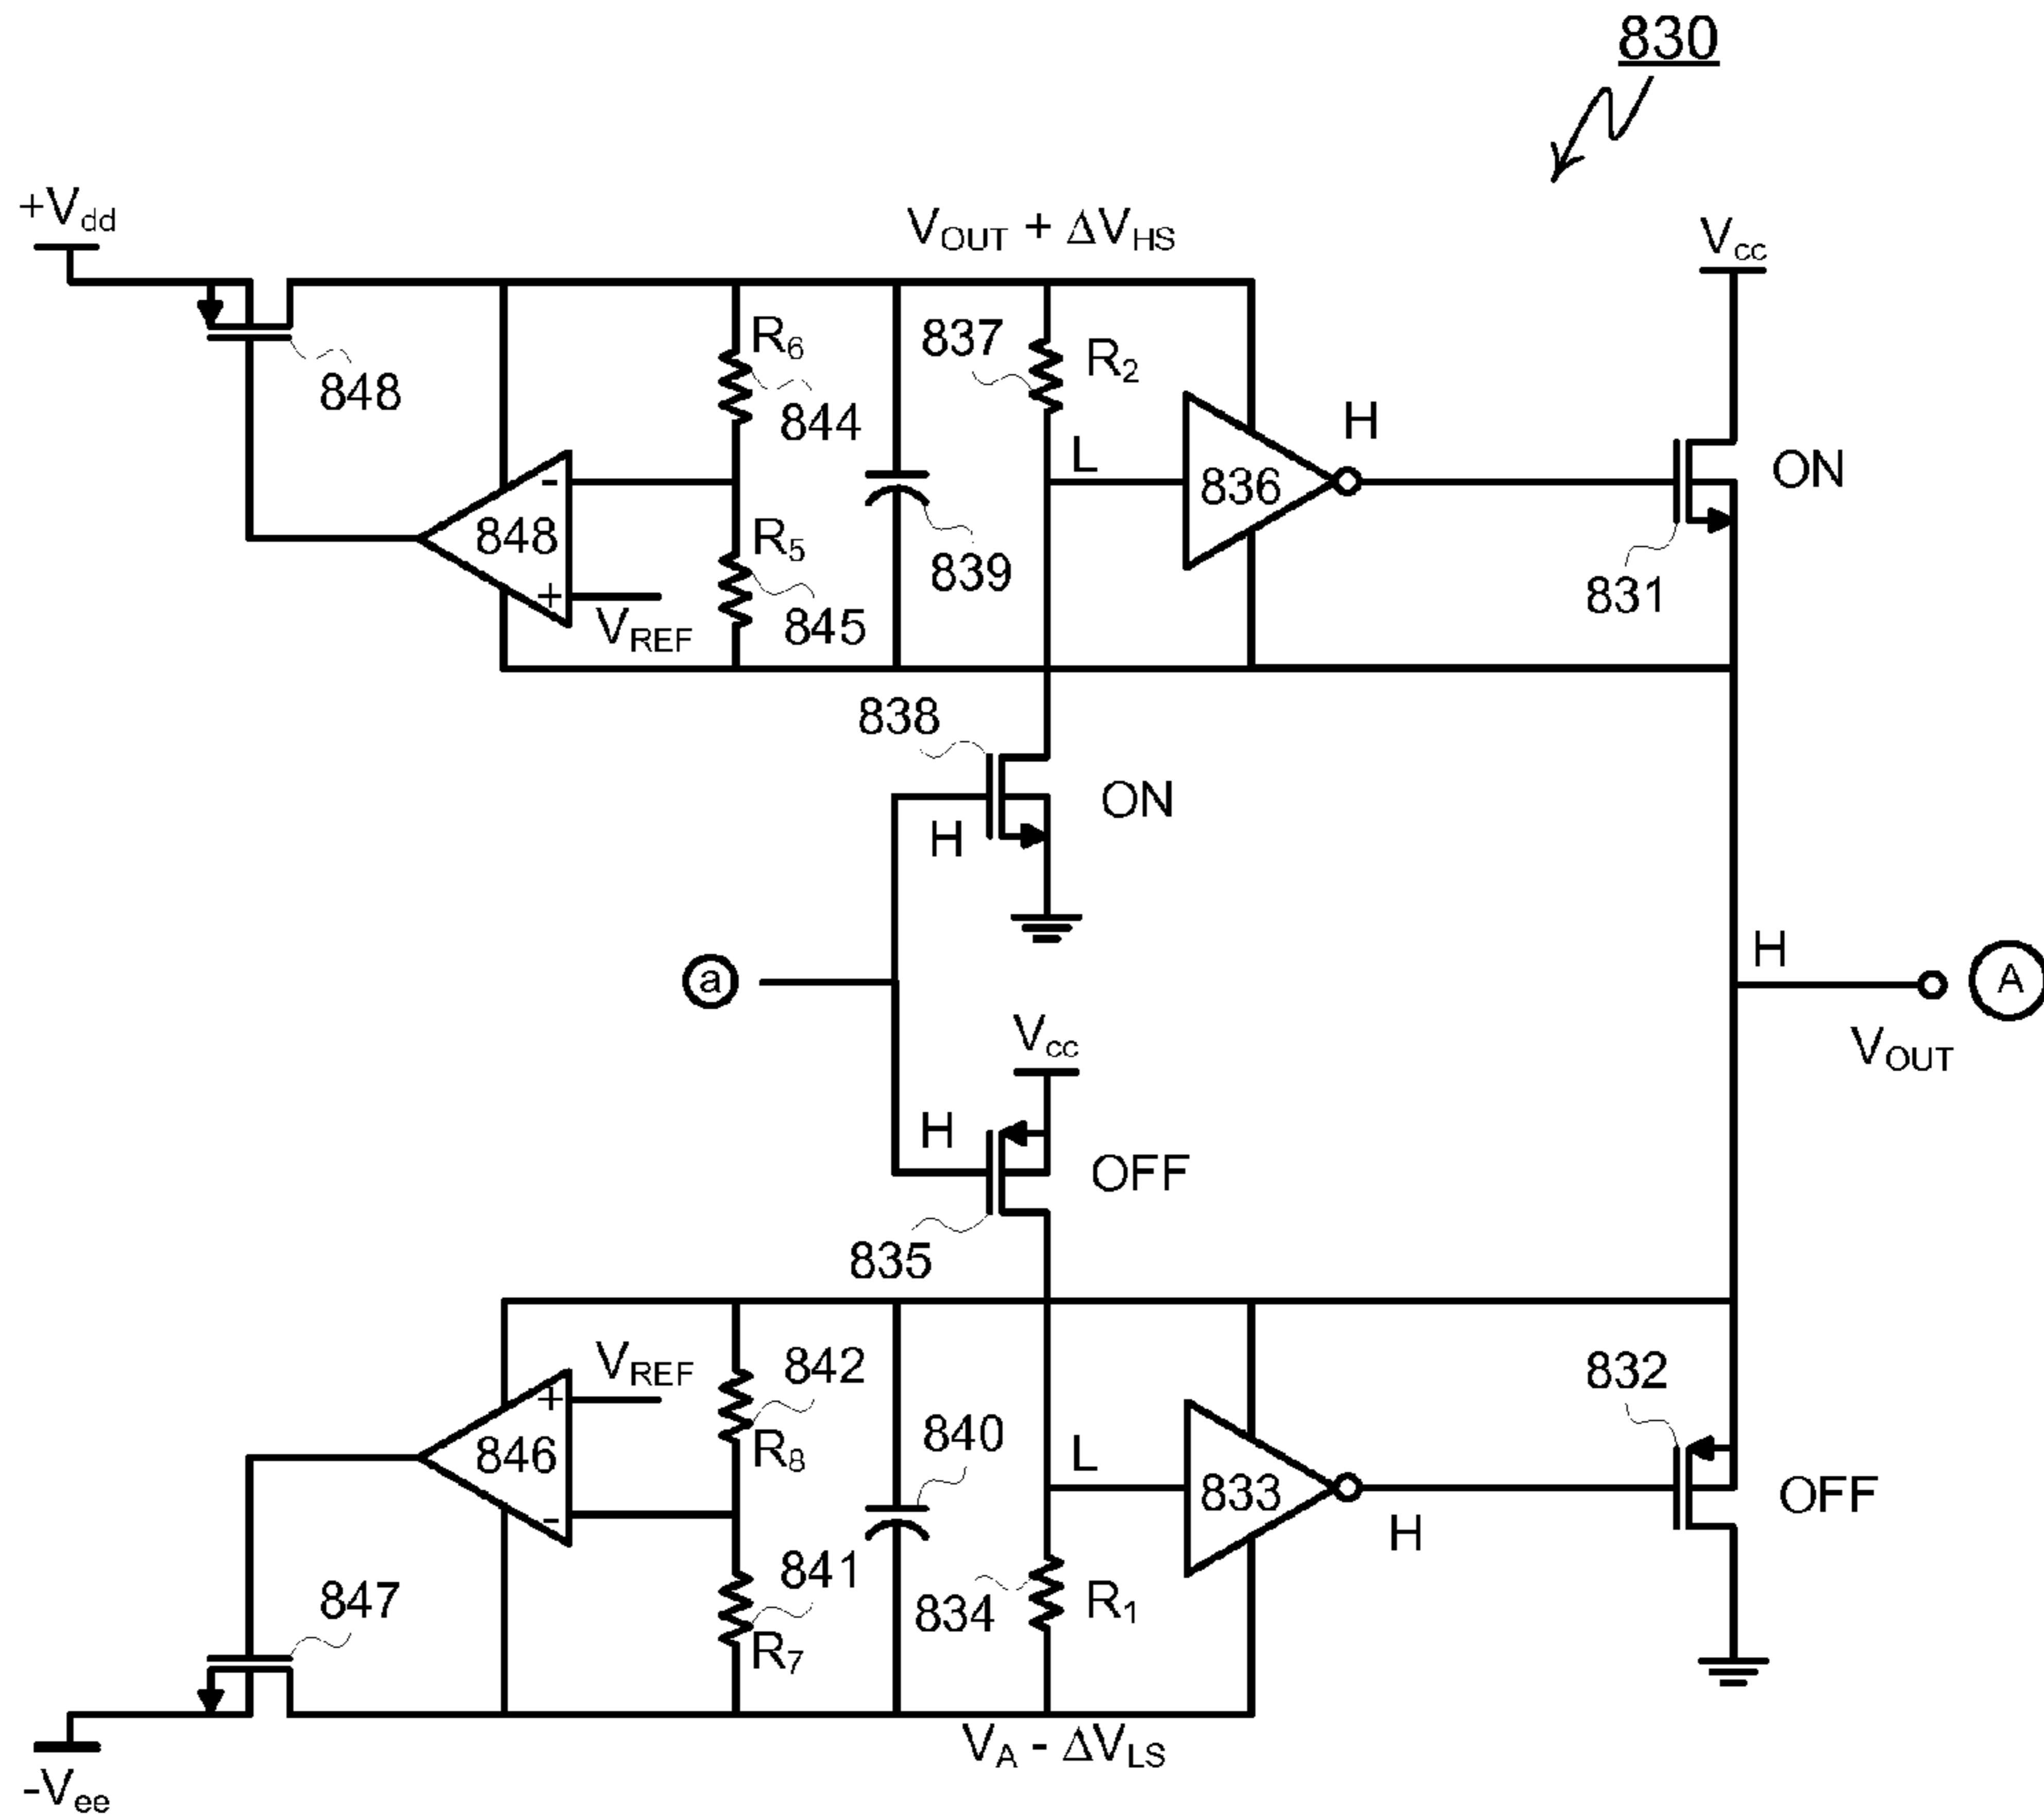 830
+Vdd
VOUT + ΔVHS
Vcc
848
R6
844
837
R2
H
L
836
ON
848
-
+
R5
845
839
831
VREF
838
ON
H
a
H
A
VOUT
Vcc
H
OFF
835
VREF
842
832
+
846
-
R8
840
L
833
OFF
H
847
841
R7
834
R1
VA - ΔVLS
-Vee